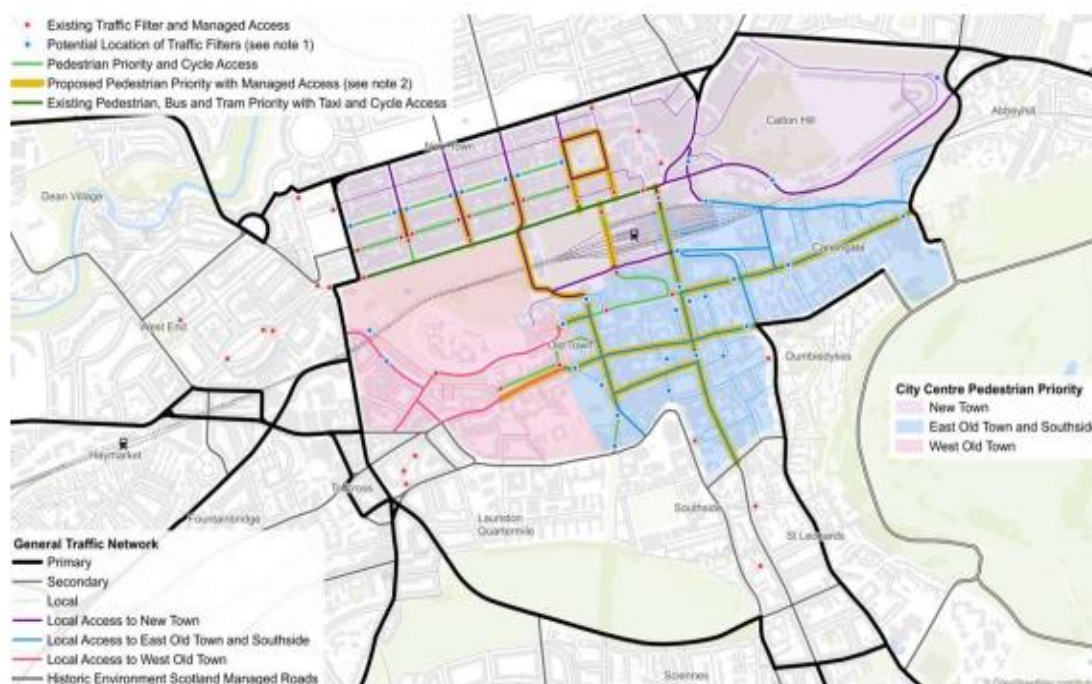 Existing Traffic Filter and Managed Access
Potential Location of Traffic Filters (see note 1)
Pedestrian Priority and Cycle Access
Proposed Pedestrian Priority with Managed Access (see note 2)
Existing Pedestrian, Bus and Tram Priority with Taxi and Cycle Access
Calton Hill
Abbeyhill
New Town
Dean Village
Canongate
West End
Old Town
Dumbiedykes
City Centre Pedestrian Priority
New Town
East Old Town and Southside
West Old Town
Haymarket
Tollcross
Fountainbridge
Lauriston
Quartermile
Southside
St Leonards
General Traffic Network
Primary
Secondary
Local
Local Access to New Town
Local Access to East Old Town and Southside
Local Access to West Old Town
Historic Environment Scotland Managed Roads
Sciennes